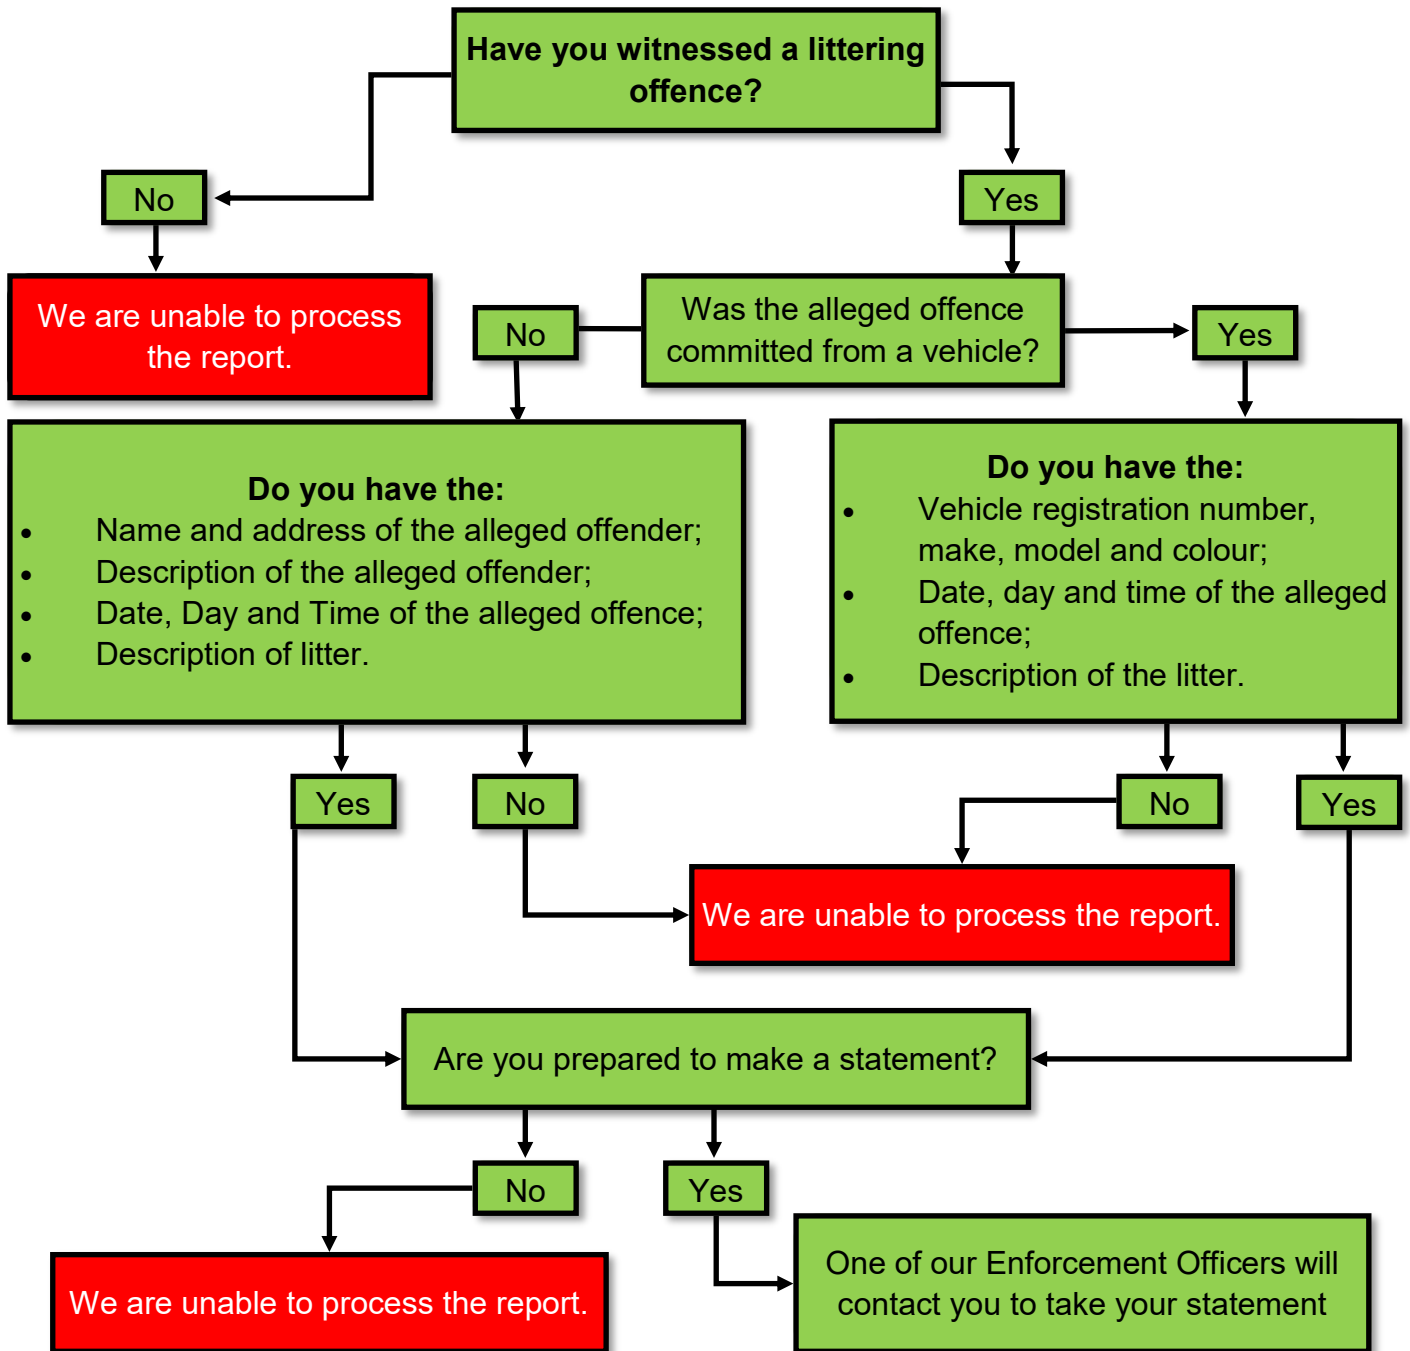 Have you witnessed a littering
offence?
No
Yes
We are unable to process
the report.
Was the alleged offence
committed from a vehicle?
No
Yes
Do you have the:
• Name and address of the alleged offender;
• Description of the alleged offender;
• Date, Day and Time of the alleged offence;
• Description of litter.
Do you have the:
• Vehicle registration number,
make, model and colour;
• Date, day and time of the alleged
offence;
• Description of the litter.
Yes
No
No
Yes
We are unable to process the report.
Are you prepared to make a statement?
No
Yes
We are unable to process the report.
One of our Enforcement Officers will
contact you to take your statement